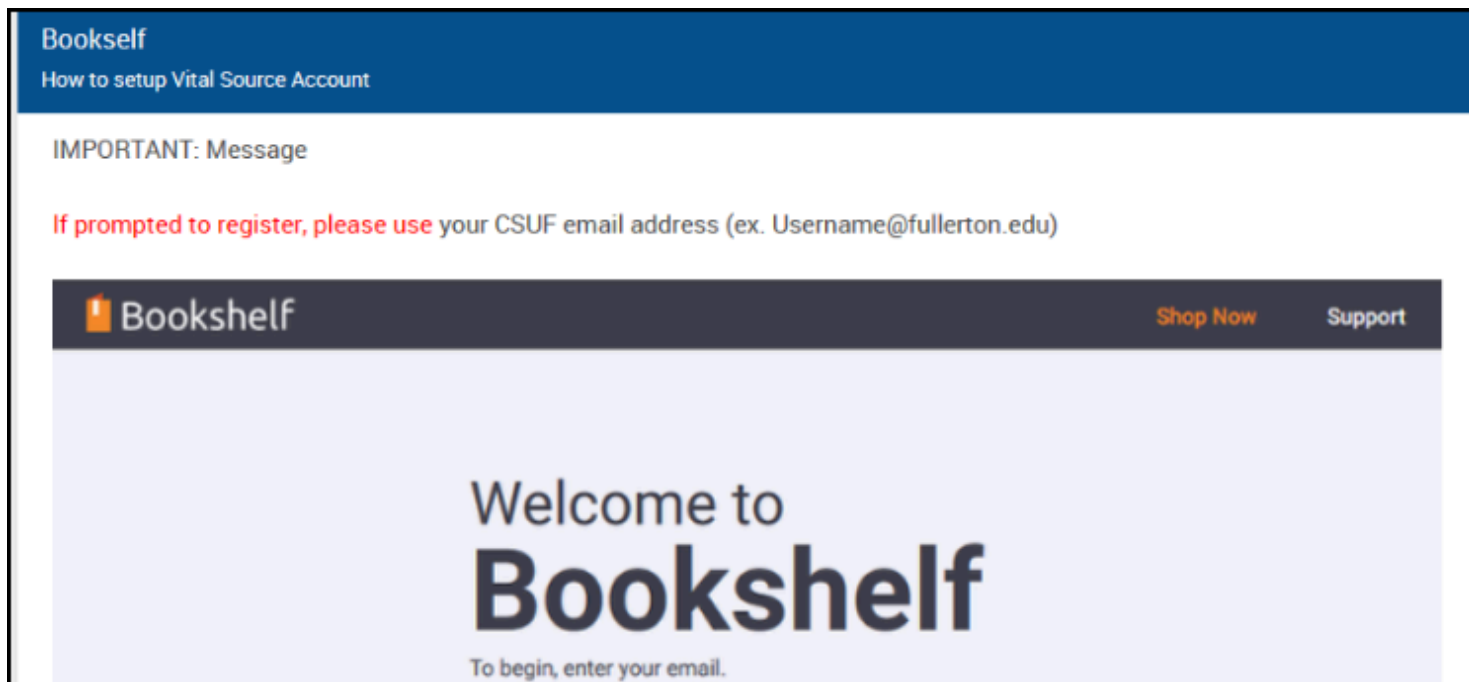 Bookself
How to setup Vital Source Account
IMPORTANT: Message
If prompted to register, please use your CSUF email address (ex. Username@fullerton.edu)
Bookshelf
Shop Now
Support
Welcome to
Bookshelf
To begin, enter your email.